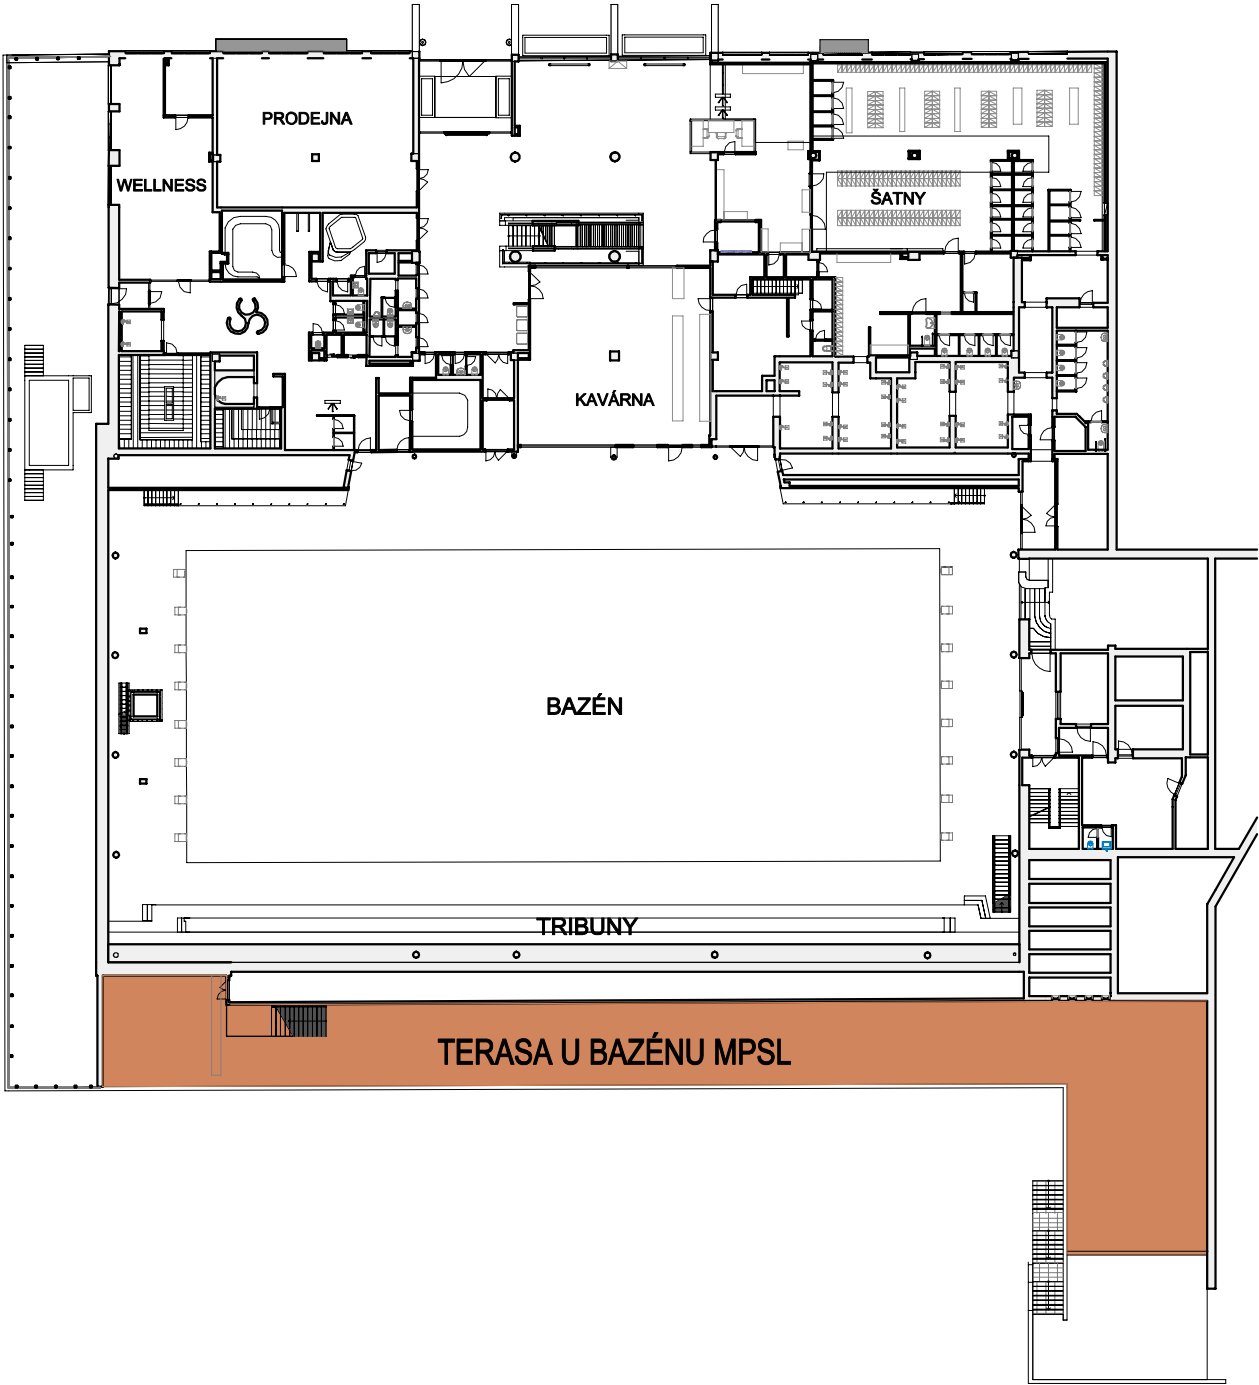 PRODEJNA
WELLNESS
ŠATNY
KAVÁRNA
BAZÉN
TRIBUNY
TERASA U BAZÉNU MPSL